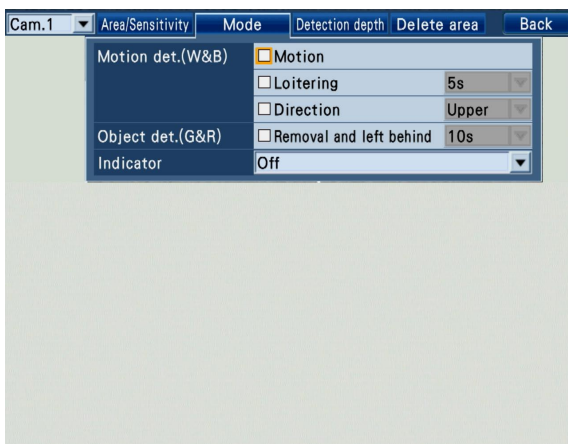 Cam.1 Area/Sensitivity Mode Detection depth Delete area Back
Motion det.(W&B) Motion
Loitering 5s
Direction Upper
Object det.(G&R) Removal and left behind 10s
Indicator Off